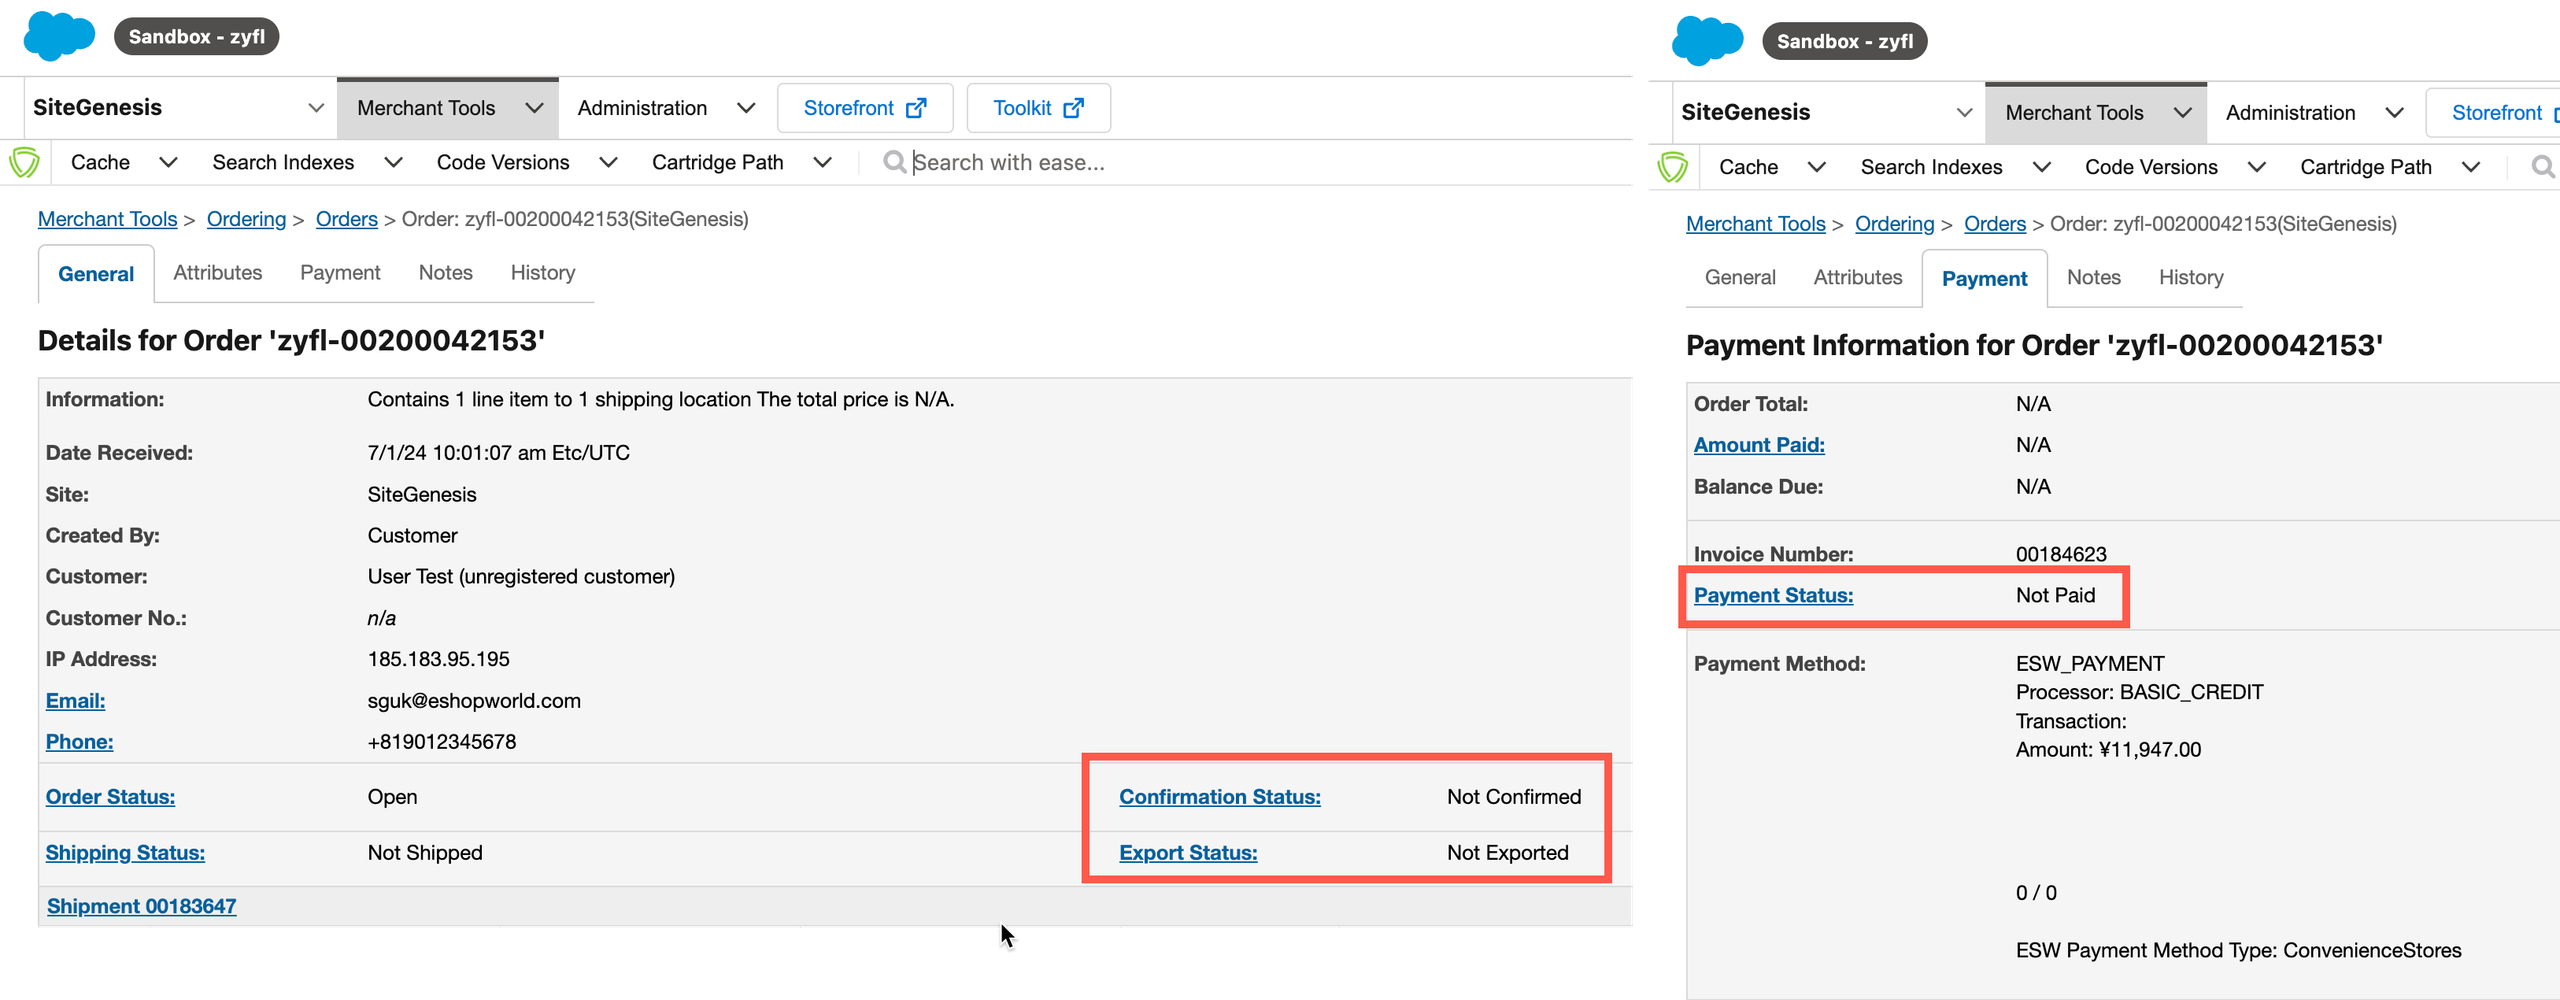 Sandbox - zyfl
SiteGenesis
Merchant Tools
Administration
Storefront
Toolkit
Cache
Search Indexes
Code Versions
Cartridge Path
Search with ease...
Merchant Tools > Ordering > Orders > Order: zyfl-00200042153(SiteGenesis)
General
Attributes
Payment
Notes
History
Details for Order 'zyfl-00200042153'
Information: Contains 1 line item to 1 shipping location The total price is N/A.
Date Received: 7/1/24 10:01:07 am Etc/UTC
Site: SiteGenesis
Created By: Customer
Customer: User Test (unregistered customer)
Customer No.: n/a
IP Address: 185.183.95.195
Email: sguk@eshopworld.com
Phone: +819012345678
Order Status: Open
Confirmation Status: Not Confirmed
Shipping Status: Not Shipped
Export Status: Not Exported
Shipment 00183647
Sandbox - zyfl
SiteGenesis
Merchant Tools
Administration
Storefront
Cache
Search Indexes
Code Versions
Cartridge Path
Merchant Tools > Ordering > Orders > Order: zyfl-00200042153(SiteGenesis)
General
Attributes
Payment
Notes
History
Payment Information for Order 'zyfl-00200042153'
Order Total: N/A
Amount Paid: N/A
Balance Due: N/A
Invoice Number: 00184623
Payment Status: Not Paid
Payment Method: ESW_PAYMENT
Processor: BASIC_CREDIT
Transaction:
Amount: ¥11,947.00
0 / 0
ESW Payment Method Type: ConvenienceStores